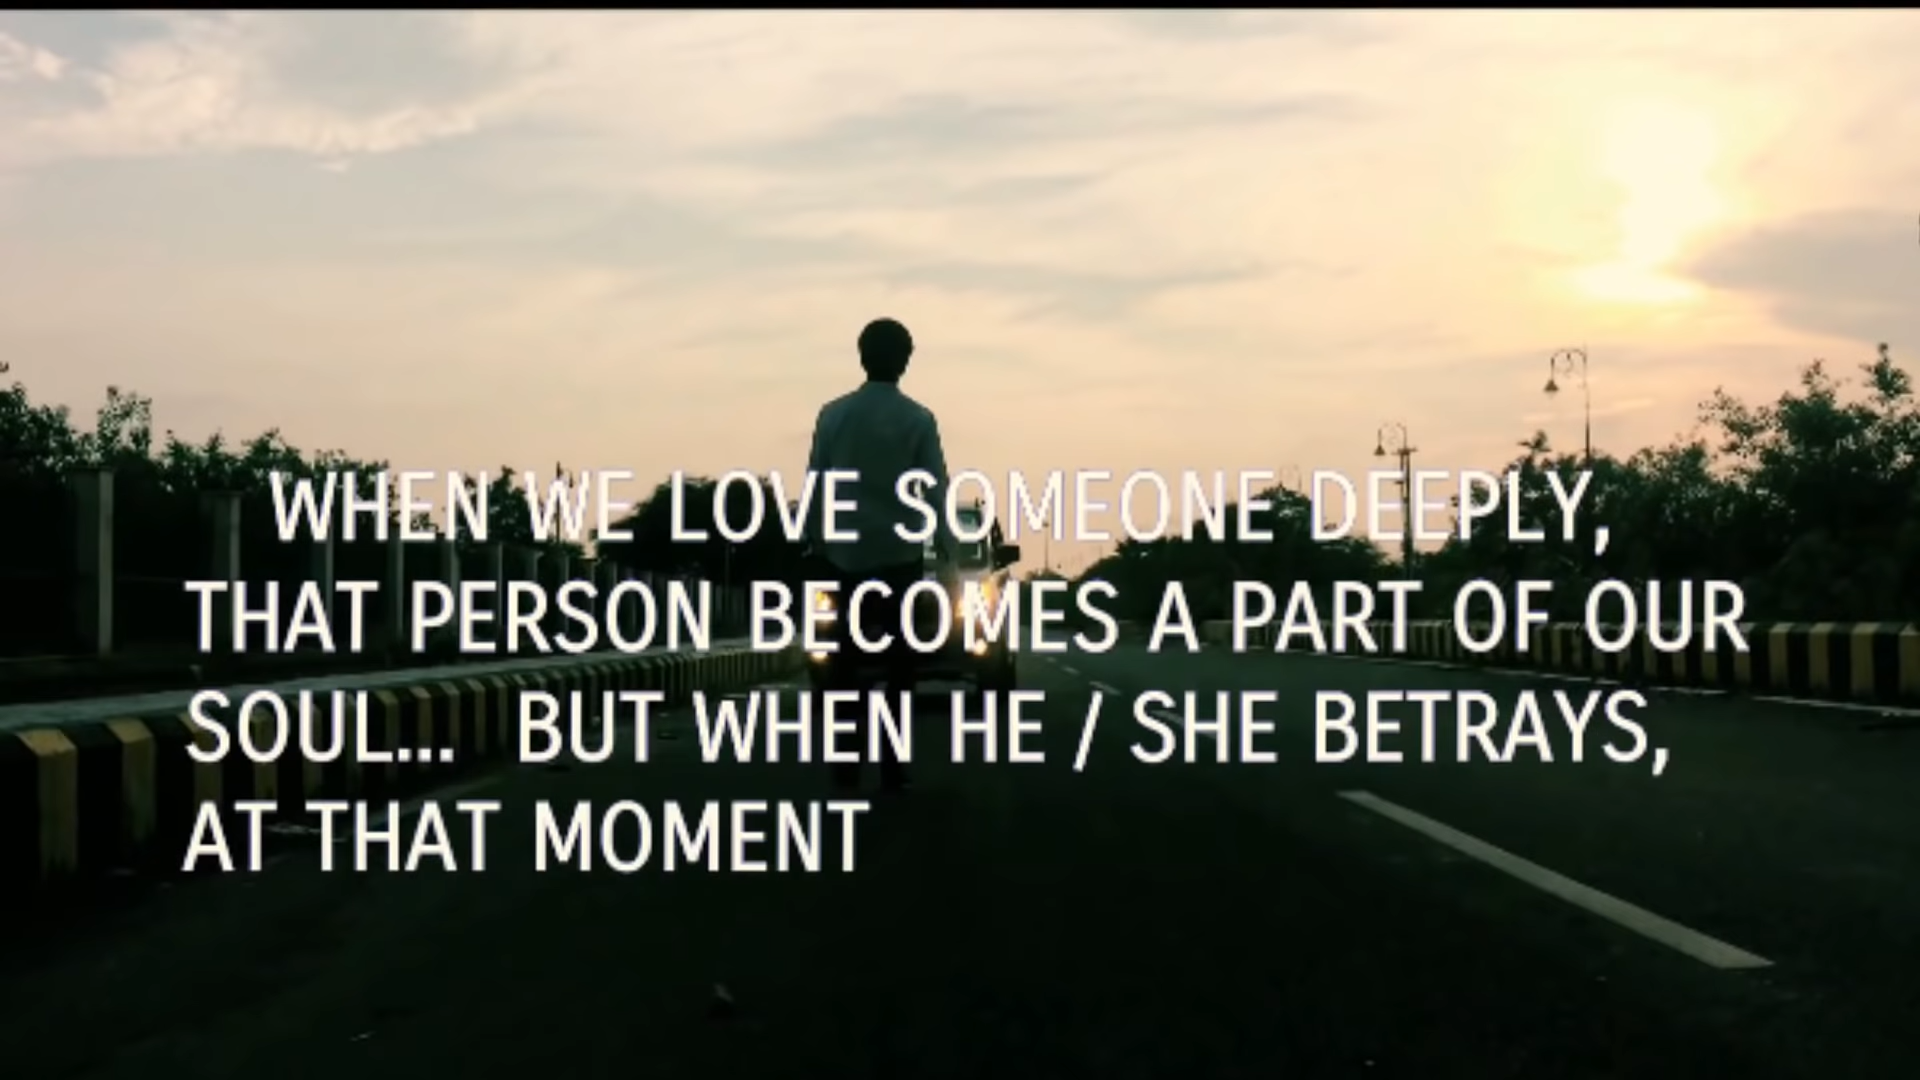 WHEN WE LOVE SOMEONE DEEPLY,
THAT PERSON BECOMES A PART OF OUR
SOUL... BUT WHEN HE / SHE BETRAYS,
AT THAT MOMENT